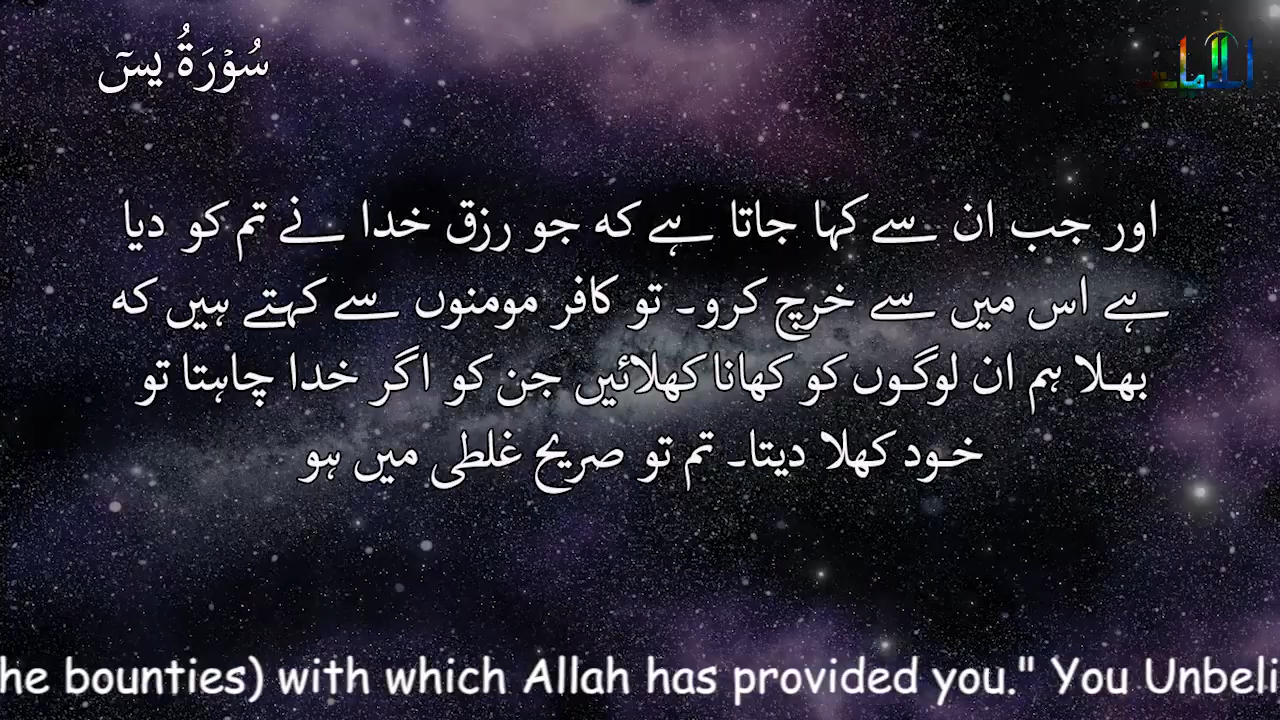 سُوۡرَةُ یسٓ
اور جب ان سے کہا جاتا ہے کہ جو رزق خدا نے تم کو دیا
ہے اس میں سے خرچ کرو۔ تو کافر مومنوں سے کہتے ہیں کہ
بھلا ہم ان لوگوں کو کھانا کھلائیں جن کو اگر خدا چاہتا تو
خود کھلا دیتا۔ تم تو صریح غلطی میں ہو
he bounties) with which Allah has provided you." You Unbeli